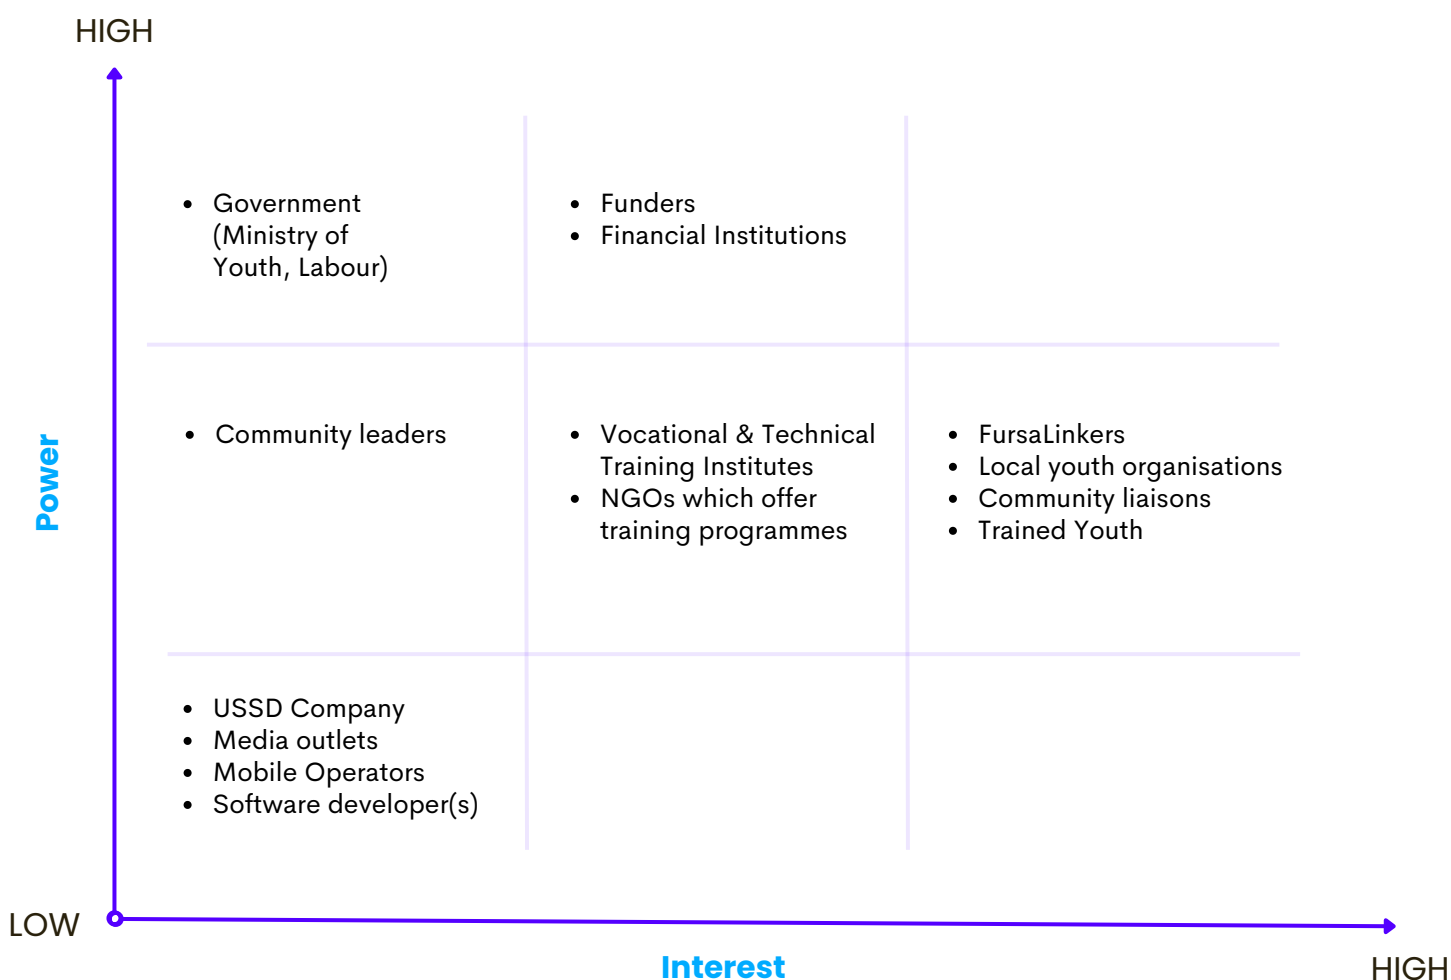 HIGH
• Government
(Ministry of
Youth, Labour)
• Funders
• Financial Institutions
Power
• Community leaders
• Vocational & Technical
Training Institutes
• NGOs which offer
training programmes
• FursaLinkers
• Local youth organisations
• Community liaisons
• Trained Youth
• USSD Company
• Media outlets
• Mobile Operators
• Software developer(s)
LOW
Interest
HIGH